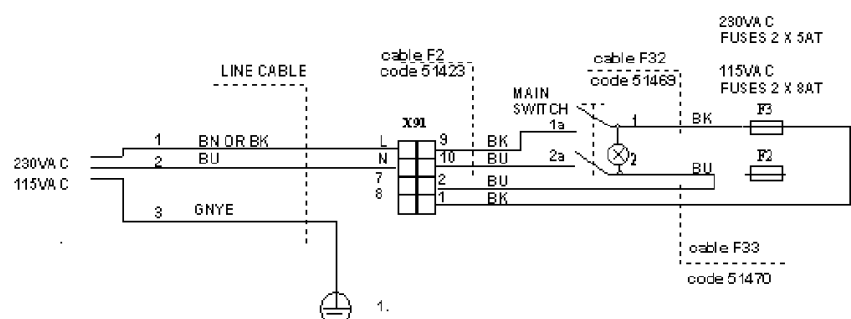 230VA C
FUSES 2 X 5AT
115VA C
FUSES 2 X 8AT
cable F2
code 51423
cable F32
code 51469
LINE CABLE
MAIN
SWITCH
X91
F3
1 BN OR BK L 9 BK 1a 1 BK
2 BU N 10 BU 2a 2 BU F2
230VA C
115VA C
7 2 BU
8 1 BK
3 GNYE
cable F33
code 51470
1.